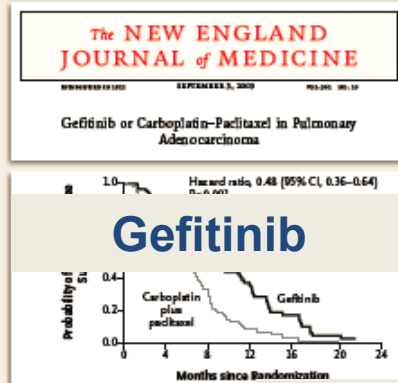 The NEW ENGLAND
JOURNAL of MEDICINE
SEPTEMBER 3, 2009
Gefitinib or Carboplatin–Paclitaxel in Pulmonary
Adenocarcinoma
1.0
Hazard ratio, 0.48 (95% CI, 0.36–0.64)
Gefitinib
0.4
0.2
0.0
Probability of
Carboplatin
plus
paclitaxel
Gefitinib
0 4 8 12 16 20 24
Months since Randomization